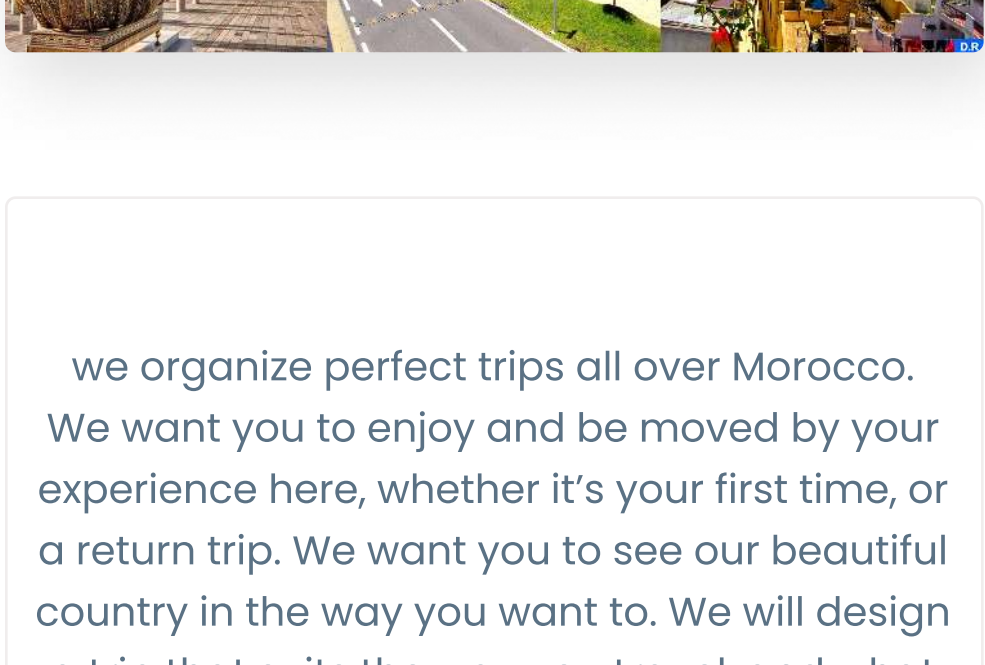 D.R
we organize perfect trips all over Morocco.
We want you to enjoy and be moved by your
experience here, whether it’s your first time, or
a return trip. We want you to see our beautiful
country in the way you want to. We will design